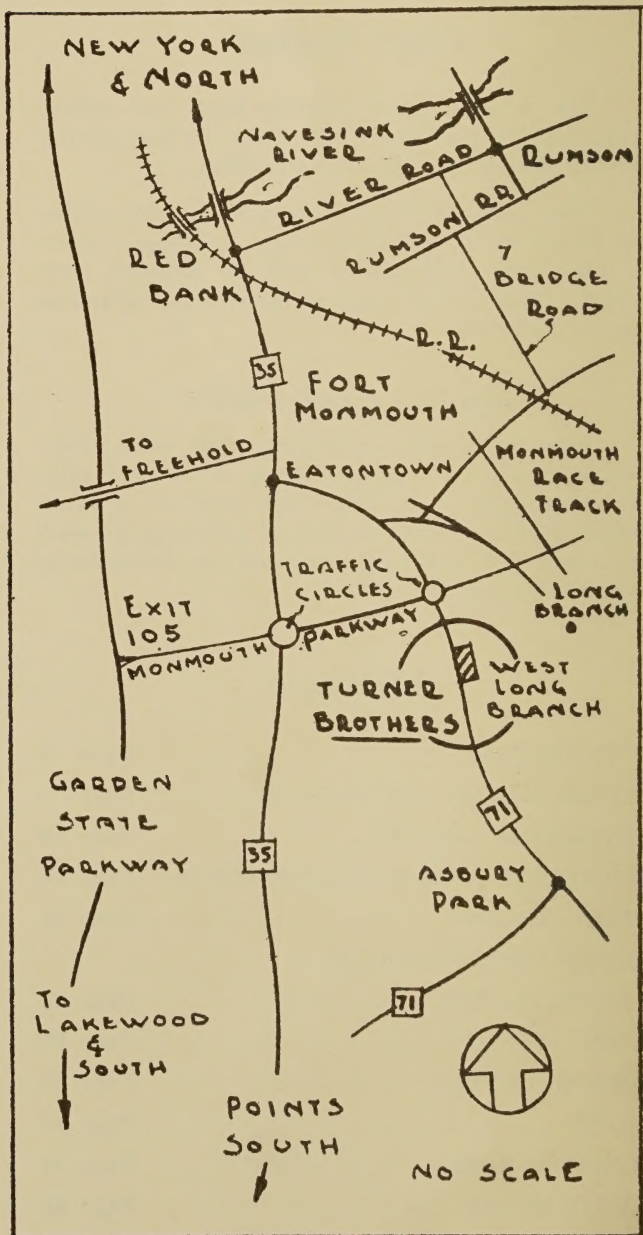 NEW YORK
& NORTH
NAVESINK
RIVER
RIVER ROAD
RUMSON
RUMSON RD.
RED
BANK
7
BRIDGE
ROAD
R.R.
35
FORT
MONMOUTH
TO
FREEHOLD
EATONTOWN
MONMOUTH
RACE
TRACK
TRAFFIC
CIRCLES
EXIT
105
LONG
BRANCH
MONMOUTH PARKWAY
TURNER
BROTHERS
WEST
LONG
BRANCH
GARDEN
STATE
PARKWAY
35
71
ASBURY
PARK
71
TO
LAKEWOOD
&
SOUTH
POINTS
SOUTH
NO SCALE